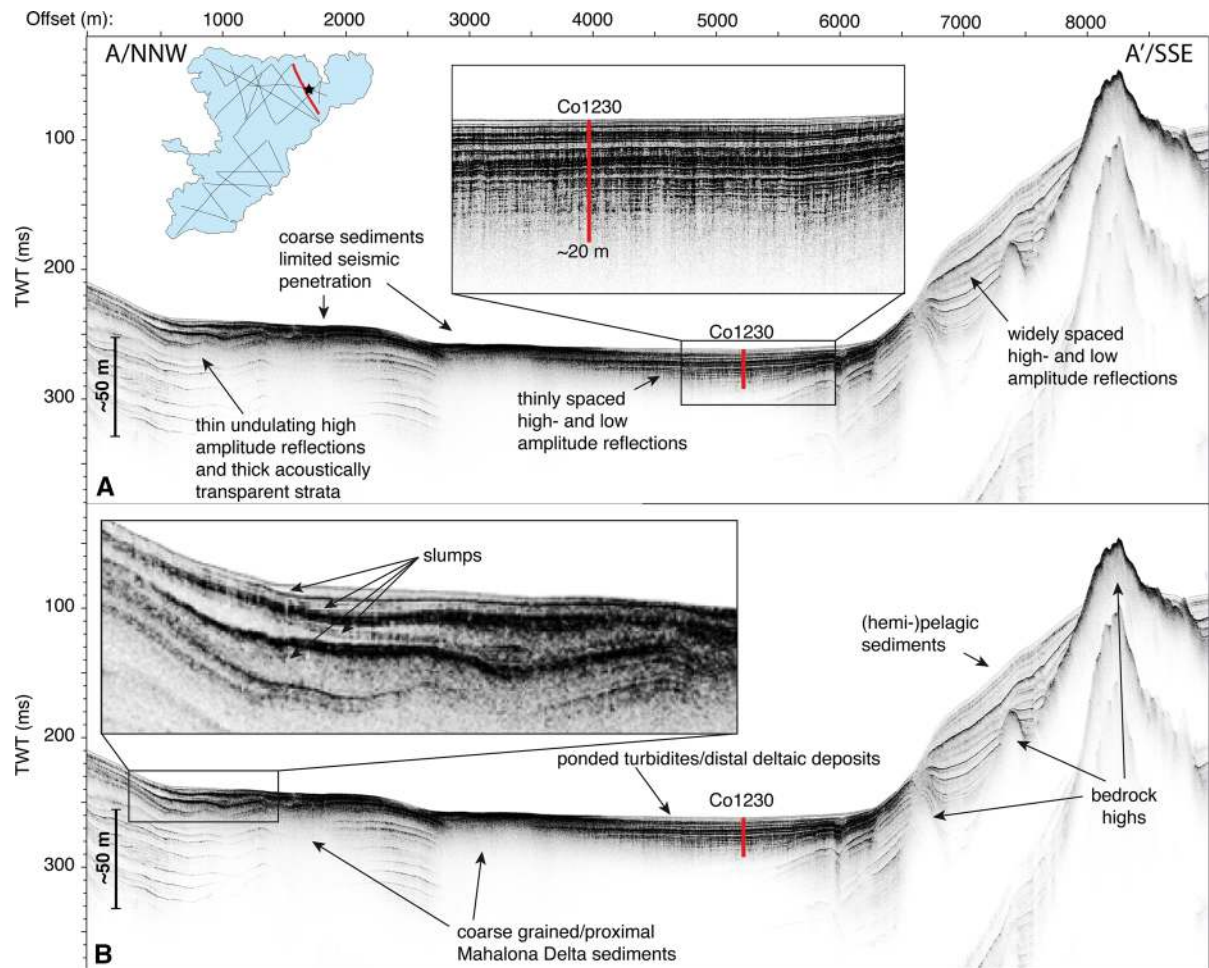 Offset (m): 1000 2000 3000 4000 5000 6000 7000 8000
A/NNW
A′/SSE
Co1230
~20 m
100
200
300
TWT (ms)
coarse sediments
limited seismic
penetration
Co1230
widely spaced
high- and low
amplitude reflections
~50 m
thin undulating high
amplitude reflections
and thick acoustically
transparent strata
thinly spaced
high- and low
amplitude reflections
A
slumps
100
200
300
TWT (ms)
(hemi-)pelagic
sediments
ponded turbidites/distal deltaic deposits
Co1230
bedrock
highs
~50 m
coarse grained/proximal
Mahalona Delta sediments
B